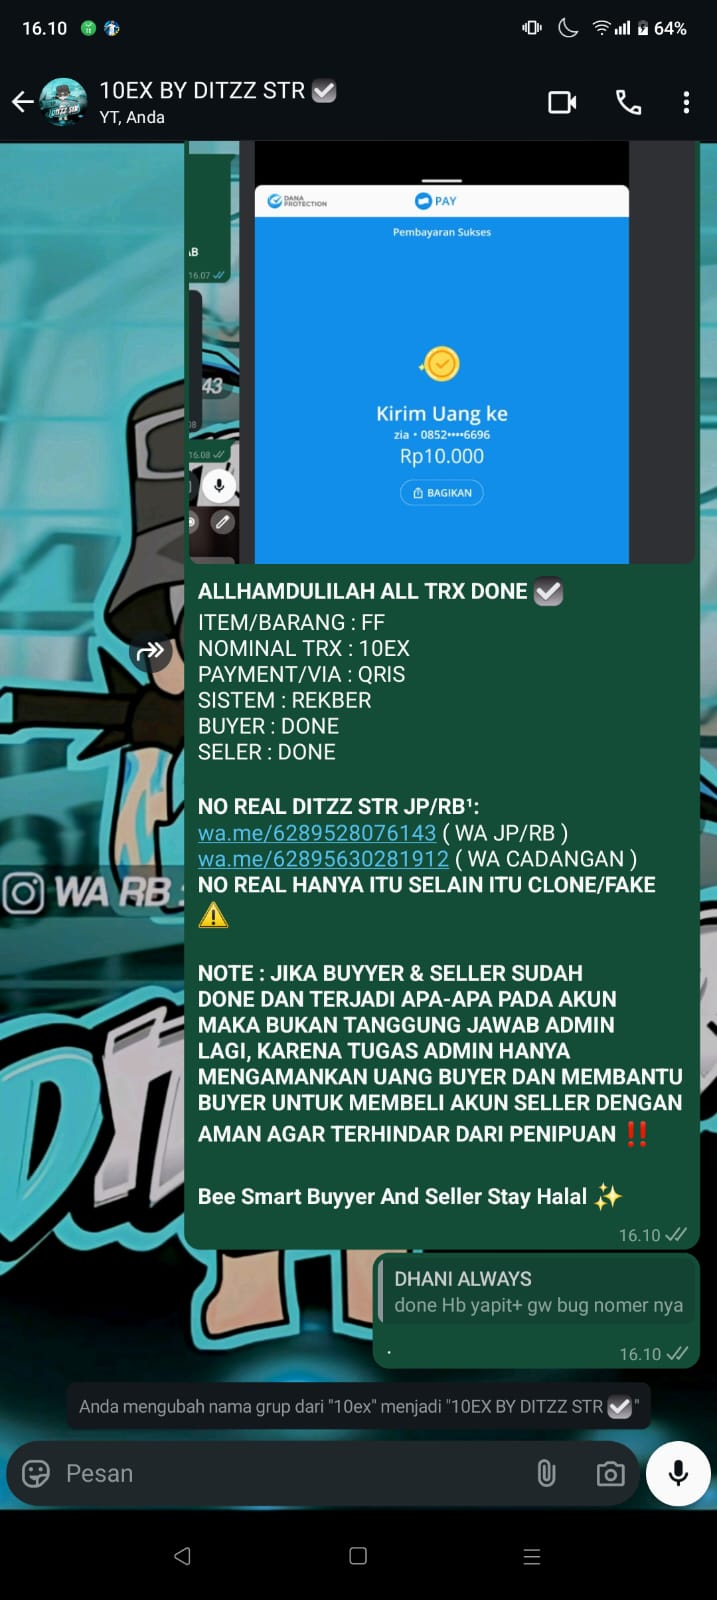 16.10
64%
10EX BY DITZZ STR ✅
YT, Anda
DANA
PROTECTION
PAY
Pembayaran Sukses
AB
16.07
43
08
16.08
Kirim Uang ke
zia • 0852••••6696
Rp10.000
BAGIKAN
ALLHAMDULILAH ALL TRX DONE ✅
ITEM/BARANG : FF
NOMINAL TRX : 10EX
PAYMENT/VIA : QRIS
SISTEM : REKBER
BUYER : DONE
SELER : DONE
NO REAL DITZZ STR JP/RB¹:
wa.me/6289528076143 ( WA JP/RB )
wa.me/62895630281912 ( WA CADANGAN )
NO REAL HANYA ITU SELAIN ITU CLONE/FAKE
⚠️
WA RB :
NOTE : JIKA BUYYER & SELLER SUDAH
DONE DAN TERJADI APA-APA PADA AKUN
MAKA BUKAN TANGGUNG JAWAB ADMIN
LAGI, KARENA TUGAS ADMIN HANYA
MENGAMANKAN UANG BUYER DAN MEMBANTU
BUYER UNTUK MEMBELI AKUN SELLER DENGAN
AMAN AGAR TERHINDAR DARI PENIPUAN ‼️
Bee Smart Buyyer And Seller Stay Halal ✨
16.10
DHANI ALWAYS
done Hb yapit+ gw bug nomer nya
.
16.10
Anda mengubah nama grup dari "10ex" menjadi "10EX BY DITZZ STR ✅"
Pesan